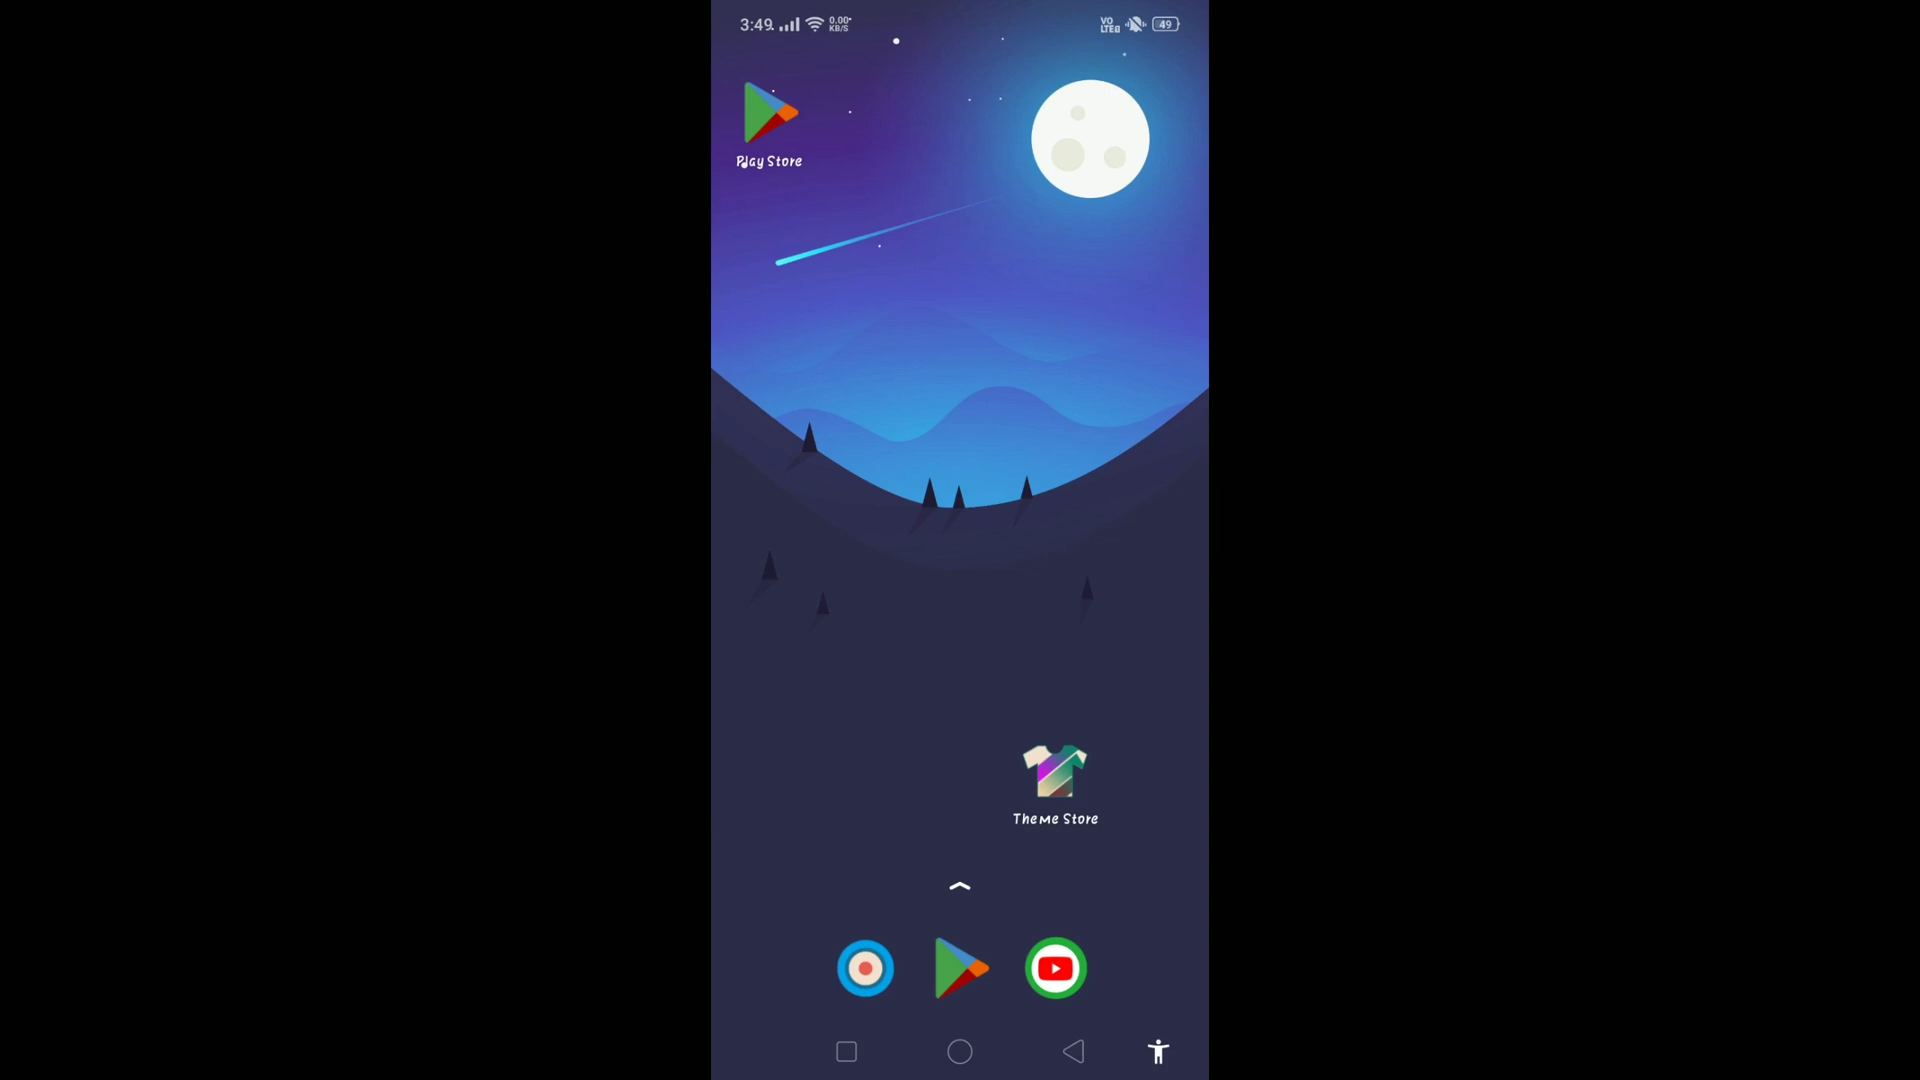 3:49
0.00
KB/S
VO
LTE
49
Play Store
Theme Store